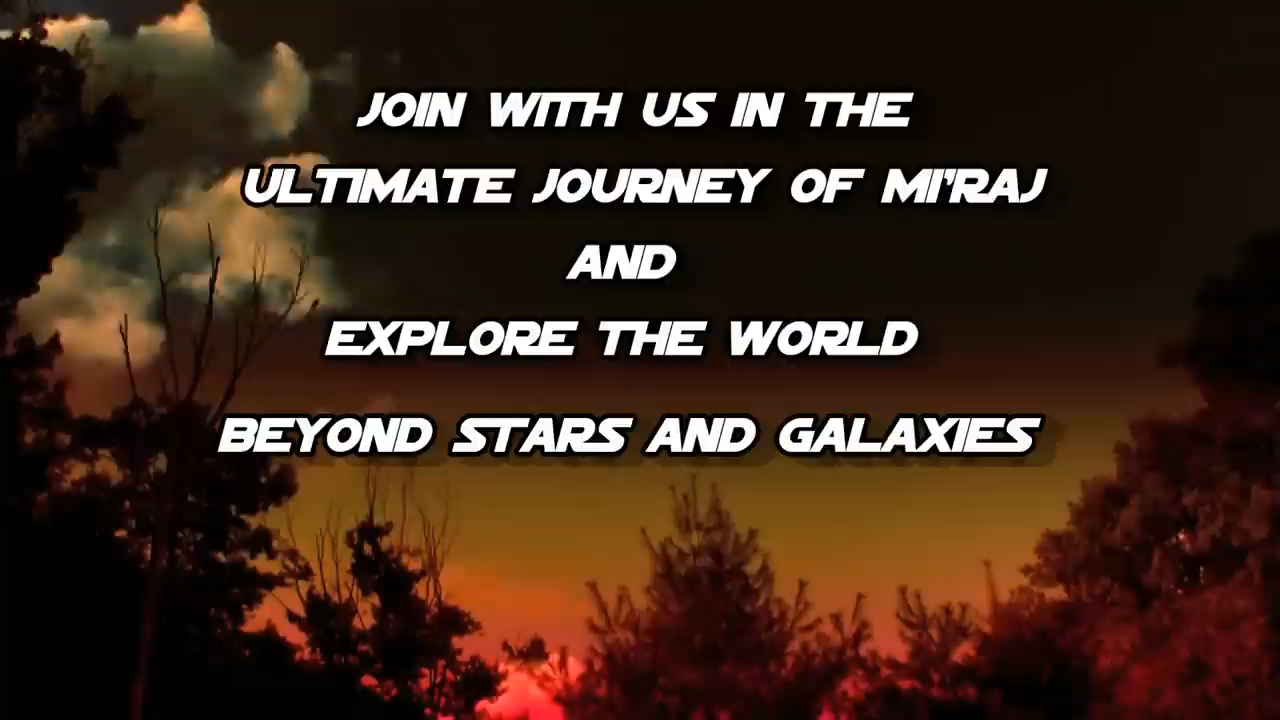 JOIN WITH US IN THE
ULTIMATE JOURNEY OF MI'RAJ
AND
EXPLORE THE WORLD
BEYOND STARS AND GALAXIES